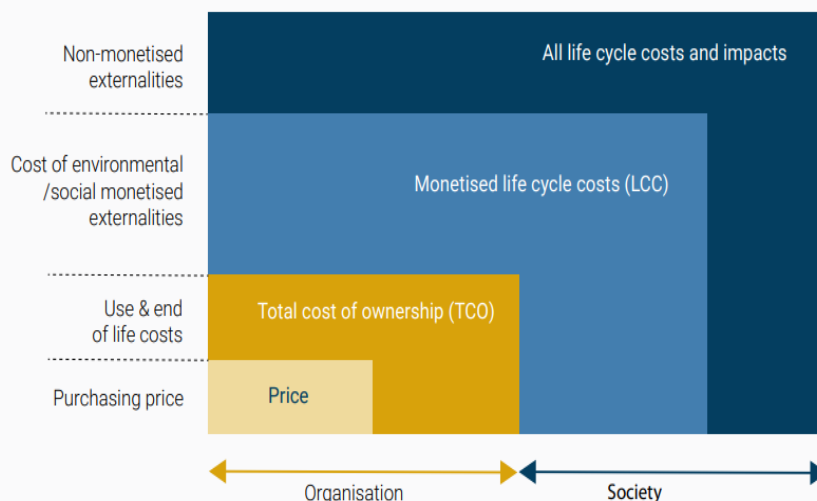 Non-monetised
externalities
All life cycle costs and impacts
Cost of environmental
/social monetised
externalities
Monetised life cycle costs (LCC)
Use & end
of life costs
Total cost of ownership (TCO)
Purchasing price
Price
Organisation
Society